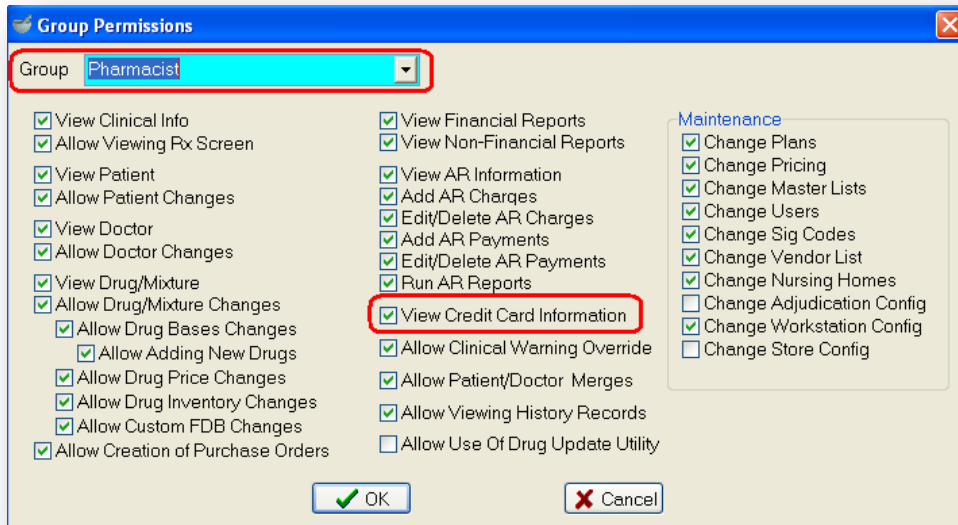 Group Permissions
Group Pharmacist
View Clinical Info
Allow Viewing Rx Screen
View Patient
Allow Patient Changes
View Doctor
Allow Doctor Changes
View Drug/Mixture
Allow Drug/Mixture Changes
Allow Drug Bases Changes
Allow Adding New Drugs
Allow Drug Price Changes
Allow Drug Inventory Changes
Allow Custom FDB Changes
Allow Creation of Purchase Orders
View Financial Reports
View Non-Financial Reports
View AR Information
Add AR Charges
Edit/Delete AR Charges
Add AR Payments
Edit/Delete AR Payments
Run AR Reports
View Credit Card Information
Allow Clinical Warning Override
Allow Patient/Doctor Merges
Allow Viewing History Records
Allow Use Of Drug Update Utility
Maintenance
Change Plans
Change Pricing
Change Master Lists
Change Users
Change Sig Codes
Change Vendor List
Change Nursing Homes
Change Adjudication Config
Change Workstation Config
Change Store Config
OK
Cancel